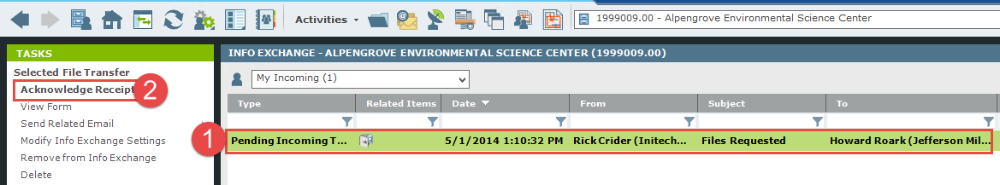 Activities
1999009.00 - Alpengrove Environmental Science Center
TASKS
Selected File Transfer
Acknowledge Receipt
2
View Form
Send Related Email
Modify Info Exchange Settings
Remove from Info Exchange
Delete
INFO EXCHANGE - ALPENGROVE ENVIRONMENTAL SCIENCE CENTER (1999009.00)
My Incoming (1)
Type Related Items Date From Subject To
1
Pending Incoming T... 5/1/2014 1:10:32 PM Rick Crider (Initech... Files Requested Howard Roark (Jefferson Mil...